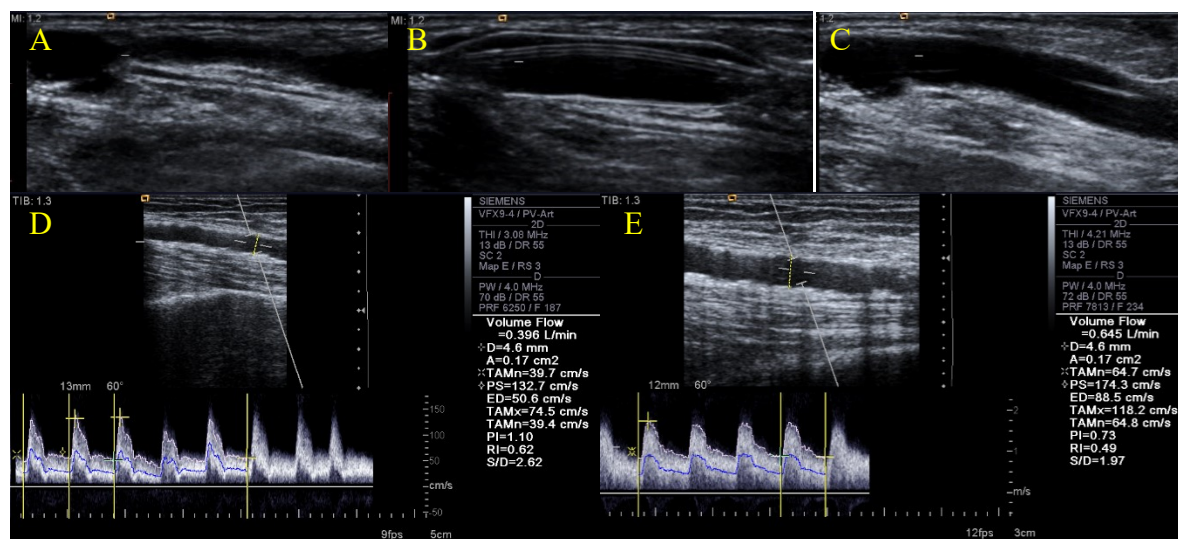 MI: 1.2
A
MI: 1.2
B
1.2
C
TIB: 1.3
D
SIEMENS
VFX9-4 / PV-Art
2D
THI / 3.08 MHz
13 dB / DR 55
SC 2
Map E / RS 3
D
PW / 4.0 MHz
70 dB / DR 55
PRF 6250 / F 187
Volume Flow
=0.396 L/min
D=4.6 mm
A=0.17 cm2
TAMn=39.7 cm/s
PS=132.7 cm/s
ED=50.6 cm/s
TAMx=74.5 cm/s
TAMn=39.4 cm/s
PI=1.10
RI=0.62
S/D=2.62
13mm 60°
150
100
50
cm/s
-50
9fps 5cm
TIB: 1.3
E
SIEMENS
VFX9-4 / PV-Art
2D
THI / 4.21 MHz
13 dB / DR 55
SC 2
Map E / RS 3
D
PW / 4.0 MHz
72 dB / DR 55
PRF 7813 / F 234
Volume Flow
=0.645 L/min
D=4.6 mm
A=0.17 cm2
TAMn=64.7 cm/s
PS=174.3 cm/s
ED=88.5 cm/s
TAMx=118.2 cm/s
TAMn=64.8 cm/s
PI=0.73
RI=0.49
S/D=1.97
12mm 60°
-2
1
m/s
12fps 3cm